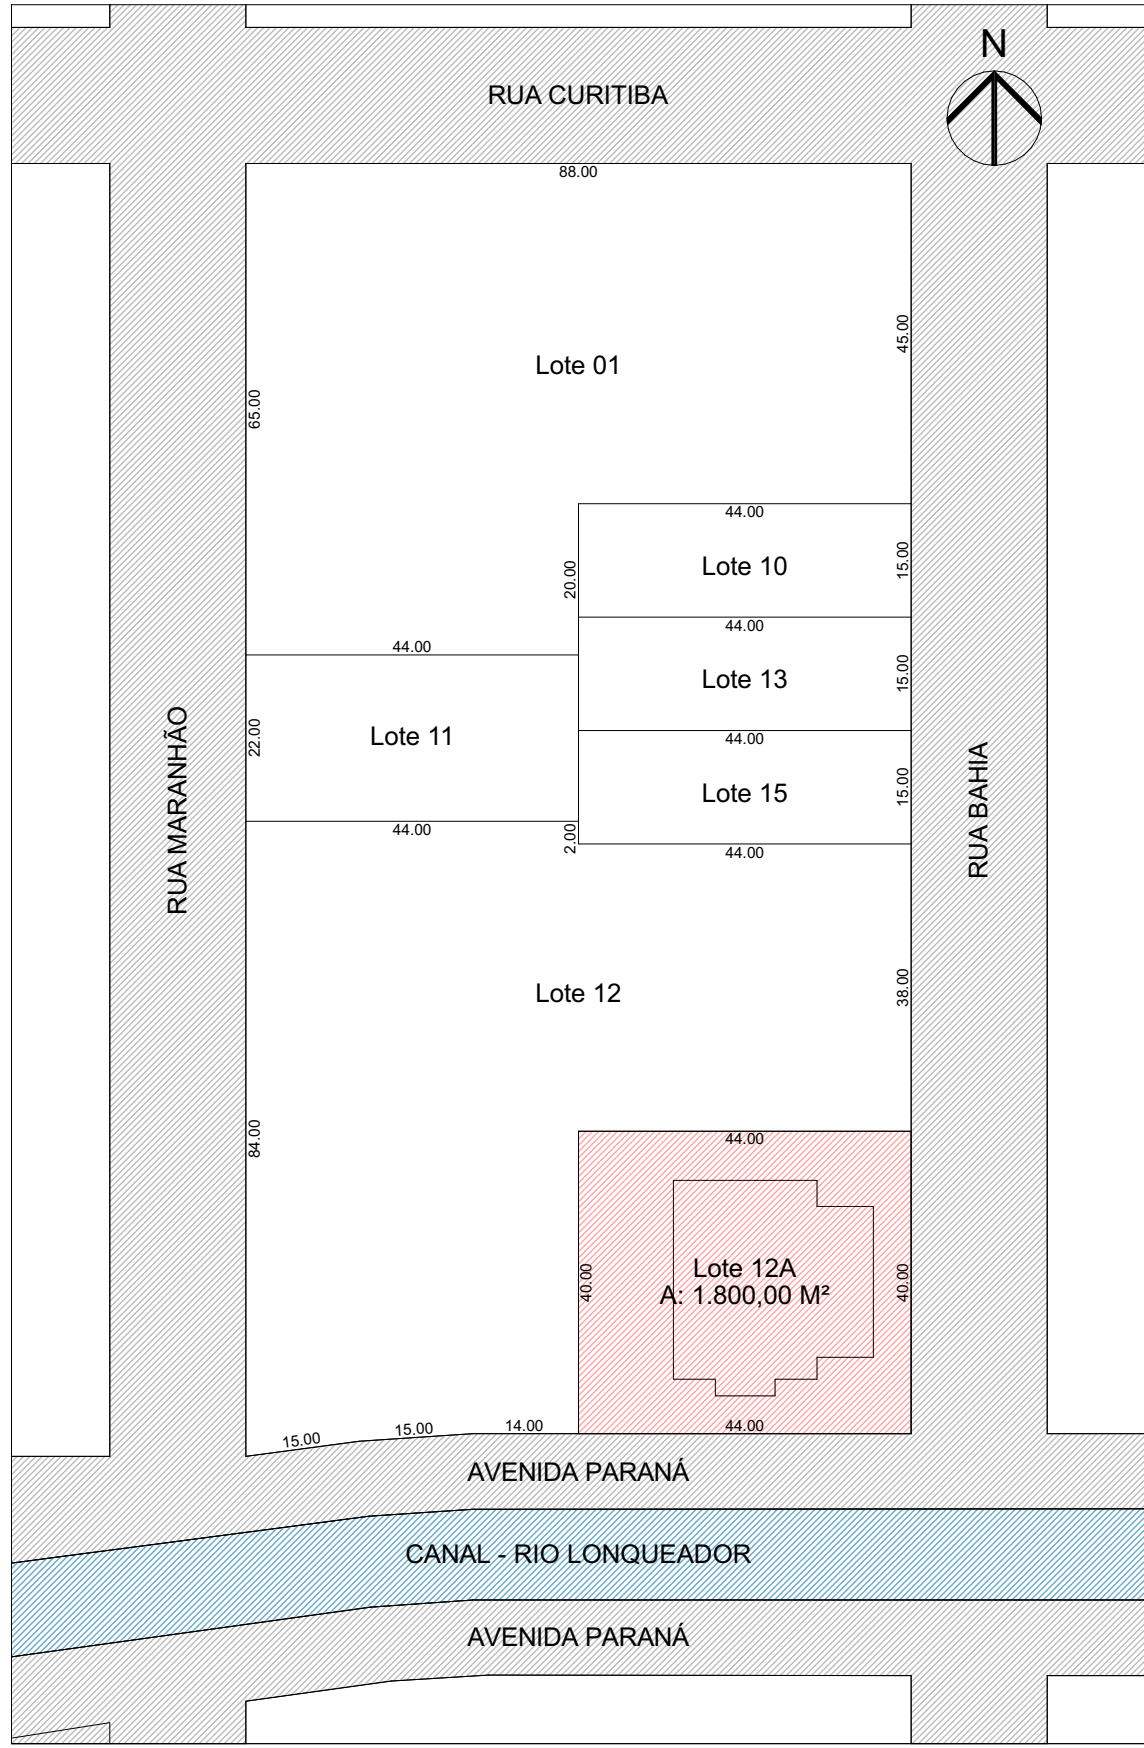 N
RUA CURITIBA
88.00
45.00
Lote 01
65.00
44.00
Lote 10
15.00
20.00
44.00
44.00
Lote 13
15.00
RUA MARANHÃO
22.00
Lote 11
44.00
Lote 15
15.00
RUA BAHIA
44.00
2.00
44.00
Lote 12
38.00
84.00
44.00
Lote 12A
A: 1.800,00 M²
40.00
40.00
15.00
15.00
14.00
44.00
AVENIDA PARANÁ
CANAL - RIO LONQUEADOR
AVENIDA PARANÁ